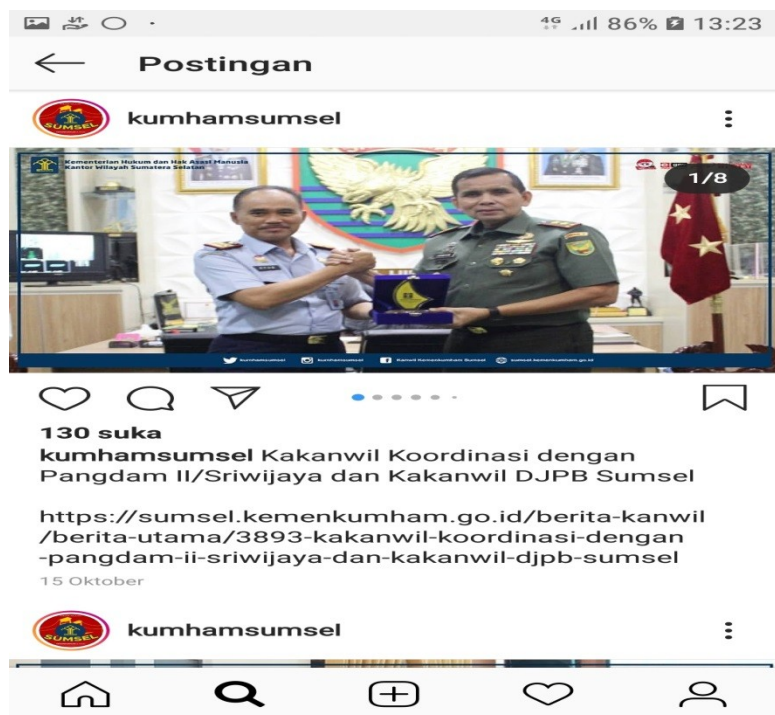 4G 86% 13:23
Postingan
SUMSEL
kumhamsumsel
Kementerian Hukum dan Hak Asasi Manusia
Kantor Wilayah Sumatera Selatan
1/8
kumhamsumsel kumhamsumsel Kanwil Kemenkumham Sumsel sumsel.kemenkumham.go.id
130 suka
kumhamsumsel Kakanwil Koordinasi dengan
Pangdam II/Sriwijaya dan Kakanwil DJPB Sumsel
https://sumsel.kemenkumham.go.id/berita-kanwil
/berita-utama/3893-kakanwil-koordinasi-dengan
-pangdam-ii-sriwijaya-dan-kakanwil-djpb-sumsel
15 Oktober
SUMSEL
kumhamsumsel